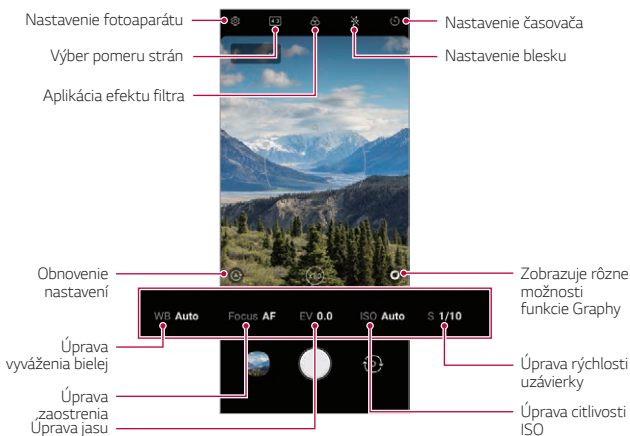 Nastavenie fotoaparátu
Výber pomeru strán
Aplikácia efektu filtra
Nastavenie časovača
Nastavenie blesku
Obnovenie
nastavení
Zobrazuje rôzne
možnosti
funkcie Graphy
WB Auto
Focus AF
EV 0.0
ISO Auto
S 1/10
Úprava
vyváženia bielej
Úprava
zaostrenia
Úprava jasu
Úprava rýchlosti
uzávierky
Úprava citlivosti
ISO